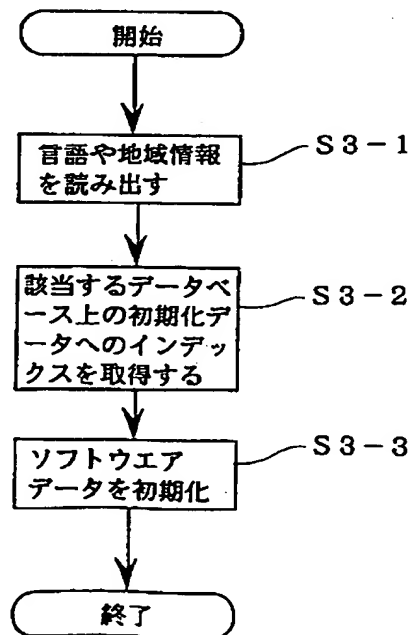 開始
言語や地域情報
を読み出す
S3-1
該当するデータベ
ース上の初期化デ
ータへのインデッ
クスを取得する
S3-2
ソフトウエア
データを初期化
S3-3
終了